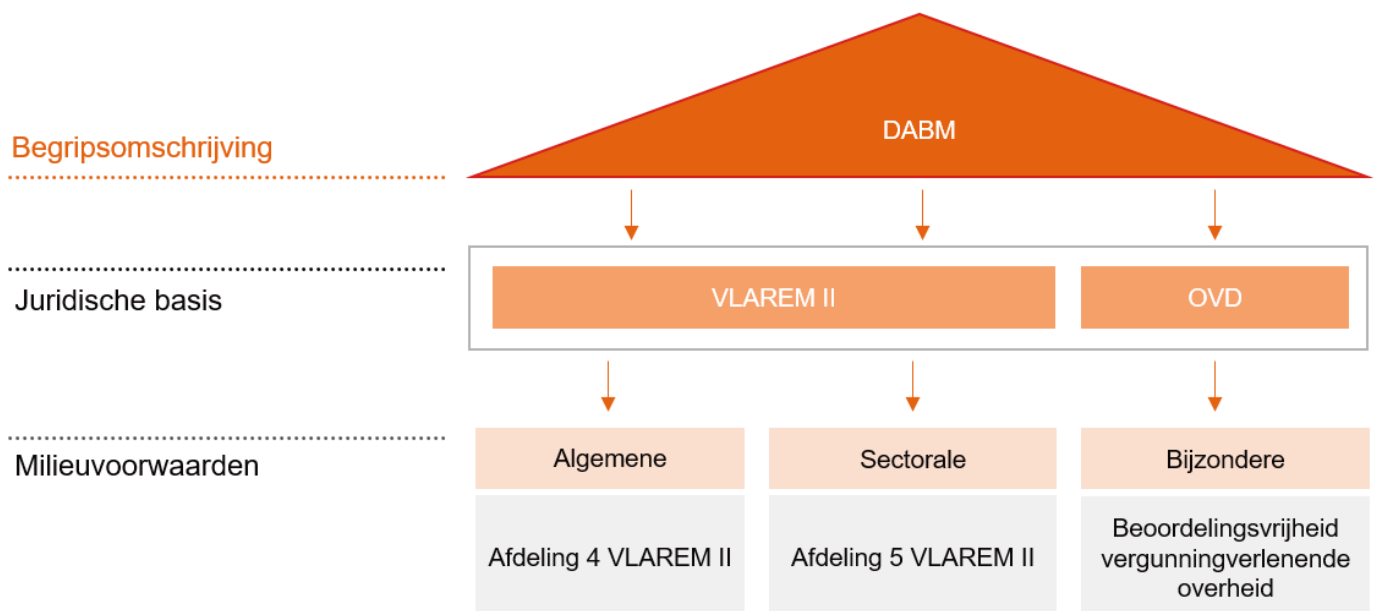 DABM
Begripsomschrijving
Juridische basis
VLAREM II
OVD
Milieuvoorwaarden
Algemene
Sectorale
Bijzondere
Afdeling 4 VLAREM II
Afdeling 5 VLAREM II
Beoordelingsvrijheid
vergunningverlenende
overheid